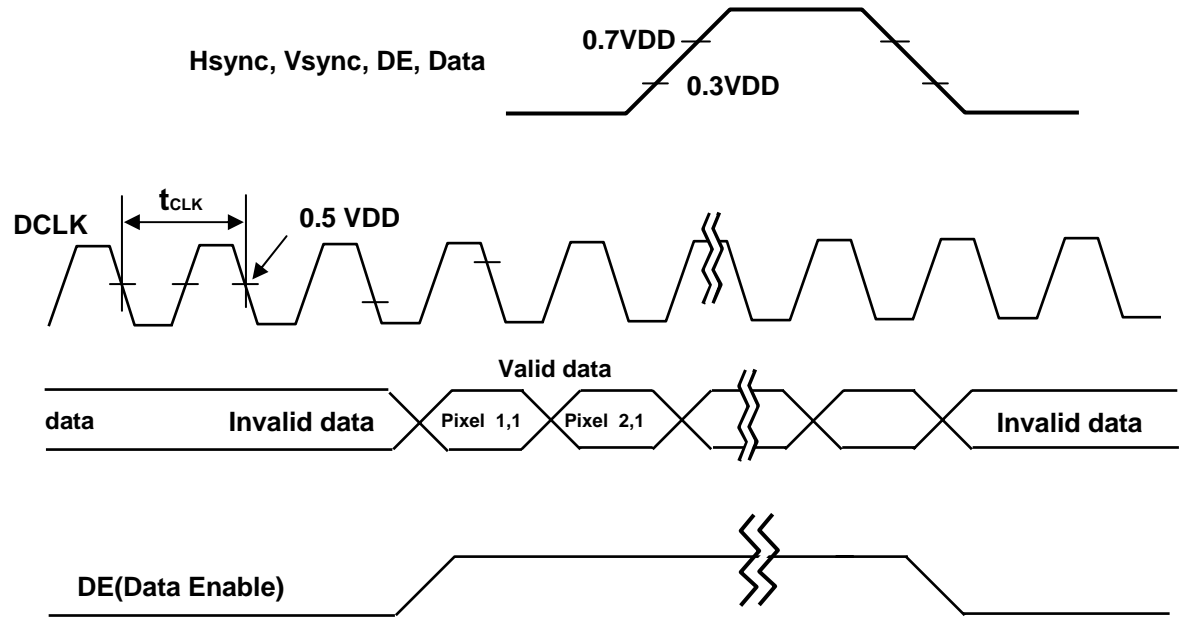 0.7VDD
Hsync, Vsync, DE, Data
0.3VDD
tCLK
DCLK
0.5 VDD
Valid data
data
Invalid data
Pixel 1,1
Pixel 2,1
Invalid data
DE(Data Enable)